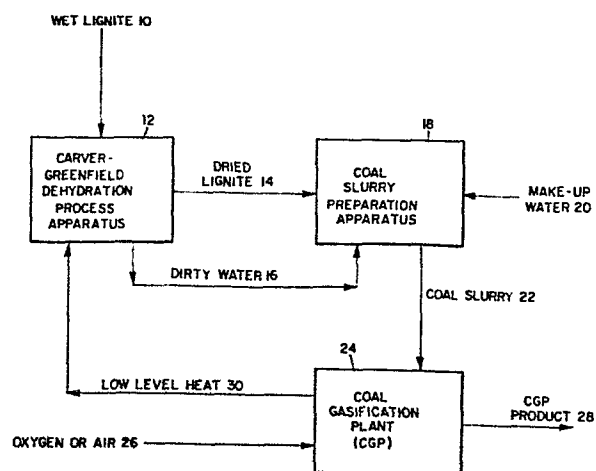 WET LIGNITE 10
12
CARVER-
GREENFIELD
DEHYDRATION
PROCESS
APPARATUS
DRIED
LIGNITE 14
18
COAL
SLURRY
PREPARATION
APPARATUS
MAKE-UP
WATER 20
DIRTY WATER 16
COAL SLURRY 22
24
COAL
GASIFICATION
PLANT
(CGP)
LOW LEVEL HEAT 30
CGP
PRODUCT 28
OXYGEN OR AIR 26